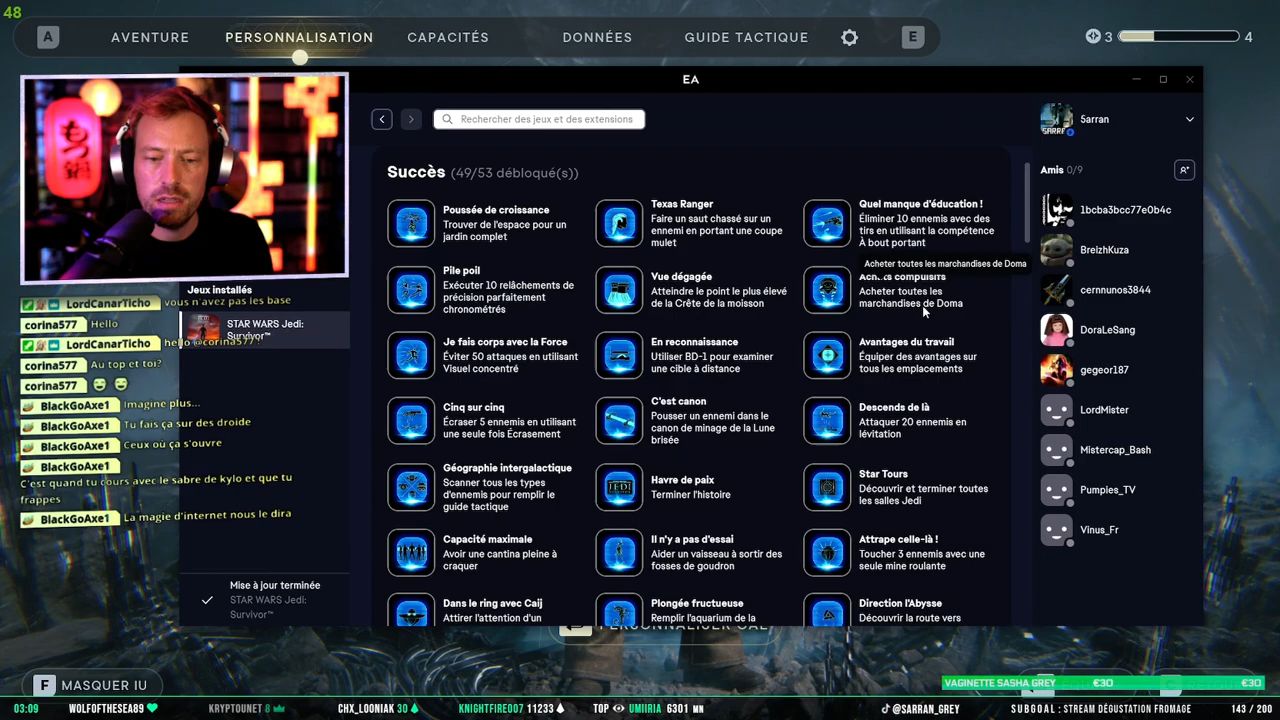 48
A
AVENTURE
PERSONNALISATION
CAPACITÉS
DONNÉES
GUIDE TACTIQUE
E
3
4
EA
Rechercher des jeux et des extensions
5arran
Succès (49/53 débloqué(s))
Poussée de croissance
Trouver de l'espace pour un
jardin complet
Texas Ranger
Faire un saut chassé sur un
ennemi en portant une coupe
mulet
Quel manque d'éducation !
Éliminer 10 ennemis avec des
tirs en utilisant la compétence
À bout portant
Acheter toutes les marchandises de Doma
Pile poil
Exécuter 10 relâchements de
précision parfaitement
chronométrés
Vue dégagée
Atteindre le point le plus élevé
de la Crête de la moisson
Achats compulsifs
Acheter toutes les
marchandises de Doma
Je fais corps avec la Force
Éviter 50 attaques en utilisant
Visuel concentré
En reconnaissance
Utiliser BD-1 pour examiner
une cible à distance
Avantages du travail
Équiper des avantages sur
tous les emplacements
Cinq sur cinq
Écraser 5 ennemis en utilisant
une seule fois Écrasement
C'est canon
Pousser un ennemi dans le
canon de minage de la Lune
brisée
Descends de là
Attaquer 20 ennemis en
lévitation
Géographie intergalactique
Scanner tous les types
d'ennemis pour remplir le
guide tactique
Havre de paix
Terminer l'histoire
Star Tours
Découvrir et terminer toutes
les salles Jedi
Capacité maximale
Avoir une cantina pleine à
craquer
Il n'y a pas d'essai
Aider un vaisseau à sortir des
fosses de goudron
Attrape celle-là !
Toucher 3 ennemis avec une
seule mine roulante
Dans le ring avec Caij
Attirer l'attention d'un
Plongée fructueuse
Remplir l'aquarium de la
Direction l'Abysse
Découvrir la route vers
Amis 0/9
1bcba3bcc77e0b4c
BreizhKuza
cernnunos3844
DoraLeSang
gegeor187
LordMister
Mistercap_Bash
Pumpies_TV
Vinus_Fr
Jeux installés
STAR WARS Jedi:
Survivor™
LordCanarTicho vous n'avez pas les base
corina577 Hello
LordCanarTicho hello @corina577 !
corina577 Au top et toi?
corina577
BlackGoAxe1 Imagine plus...
BlackGoAxe1 Tu fais ça sur des droide
BlackGoAxe1 Ceux où ça s'ouvre
BlackGoAxe1
C'est quand tu cours avec le sabre de kylo et que tu
frappes
BlackGoAxe1 La magie d'internet nous le dira
Mise à jour terminée
STAR WARS Jedi:
Survivor™
F
MASQUER IU
VAGINETTE SASHA GREY €30 €30
03:09 WOLFOFTHESEA89 KRYPTOUNET 8 CHX_LOONIAK 30 KNIGHTFIRE007 11233 TOP UMIIRIA 6301 MN @SARRAN_GREY SUBGOAL : STREAM DÉGUSTATION FROMAGE 143 / 200